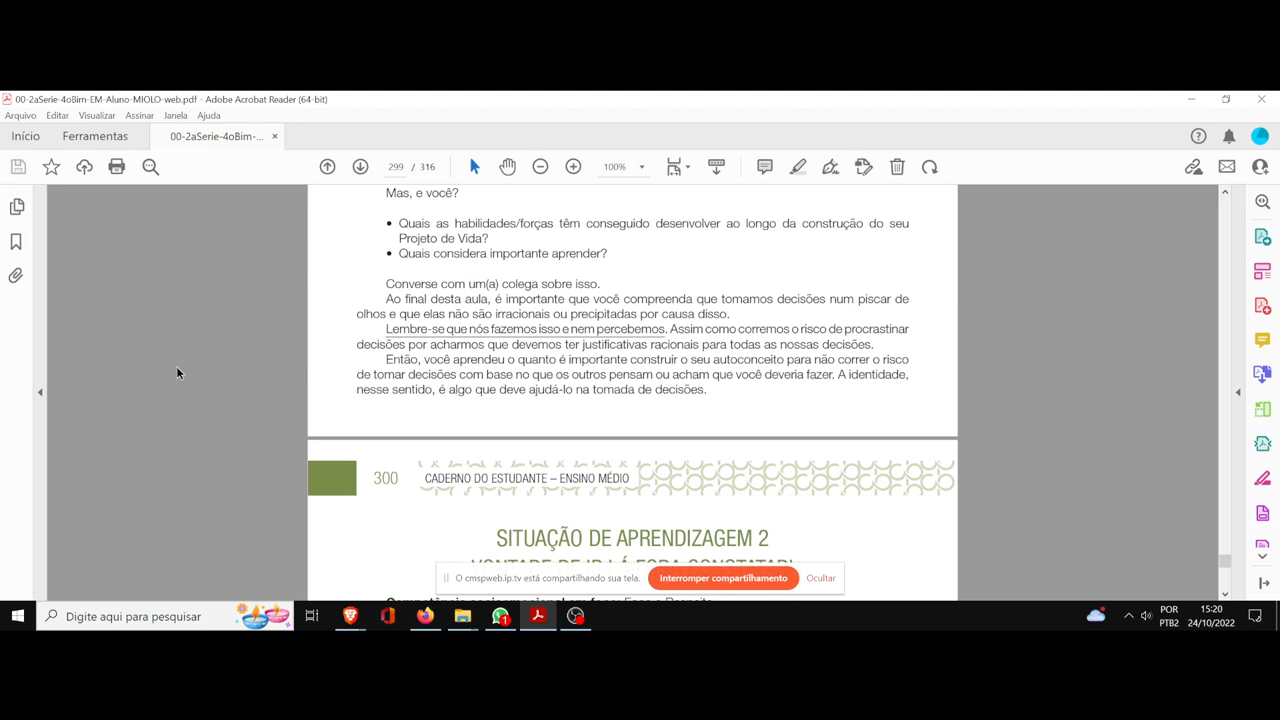 00-2aSerie-4oBim-EM-Aluno-MIOLO-web.pdf - Adobe Acrobat Reader (64-bit)
Arquivo Editar Visualizar Assinar Janela Ajuda
Início Ferramentas 00-2aSerie-4oBim-... ×
299 / 316 100%
Mas, e você?
• Quais as habilidades/forças têm conseguido desenvolver ao longo da construção do seu
Projeto de Vida?
• Quais considera importante aprender?
Converse com um(a) colega sobre isso.
Ao final desta aula, é importante que você compreenda que tomamos decisões num piscar de
olhos e que elas não são irracionais ou precipitadas por causa disso.
Lembre-se que nós fazemos isso e nem percebemos. Assim como corremos o risco de procrastinar
decisões por acharmos que devemos ter justificativas racionais para todas as nossas decisões.
Então, você aprendeu o quanto é importante construir o seu autoconceito para não correr o risco
de tomar decisões com base no que os outros pensam ou acham que você deveria fazer. A identidade,
nesse sentido, é algo que deve ajudá-lo na tomada de decisões.
300 CADERNO DO ESTUDANTE – ENSINO MÉDIO
SITUAÇÃO DE APRENDIZAGEM 2
O cmspweb.ip.tv está compartilhando sua tela. Interromper compartilhamento Ocultar
Digite aqui para pesquisar
1
POR 15:20
PTB2 24/10/2022